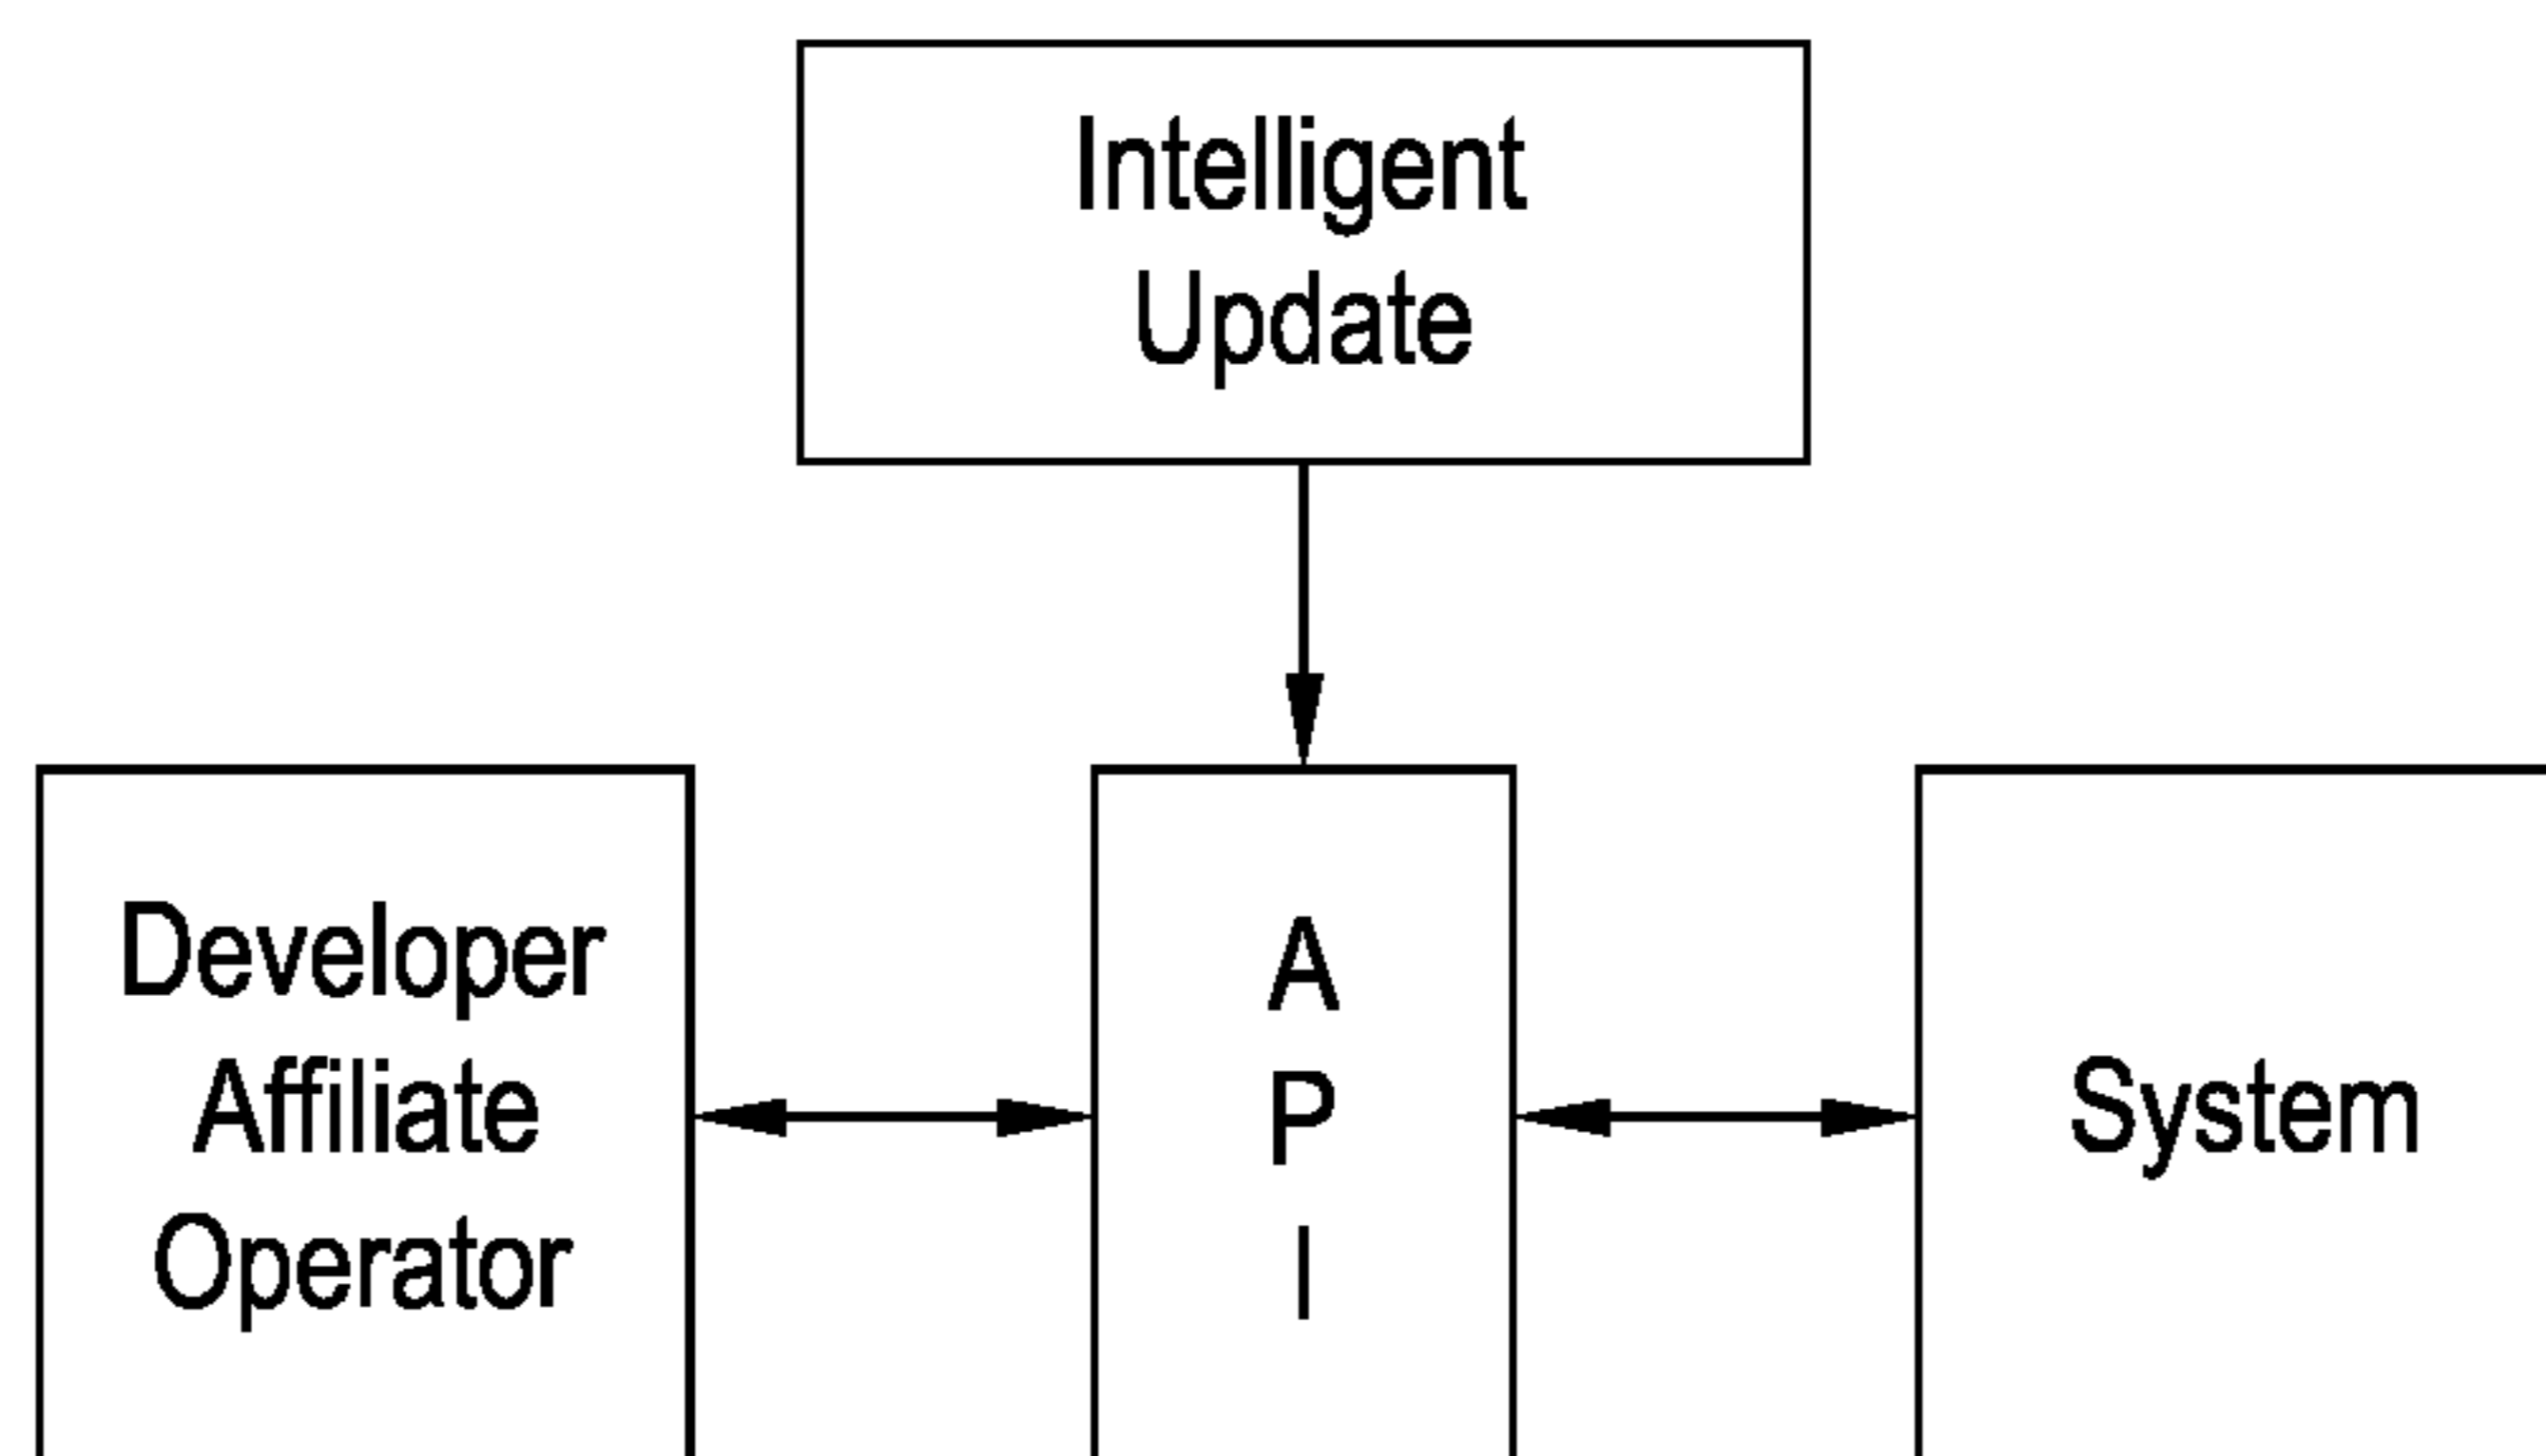 Intelligent
Update
Developer
Affiliate
Operator
A
P
I
System